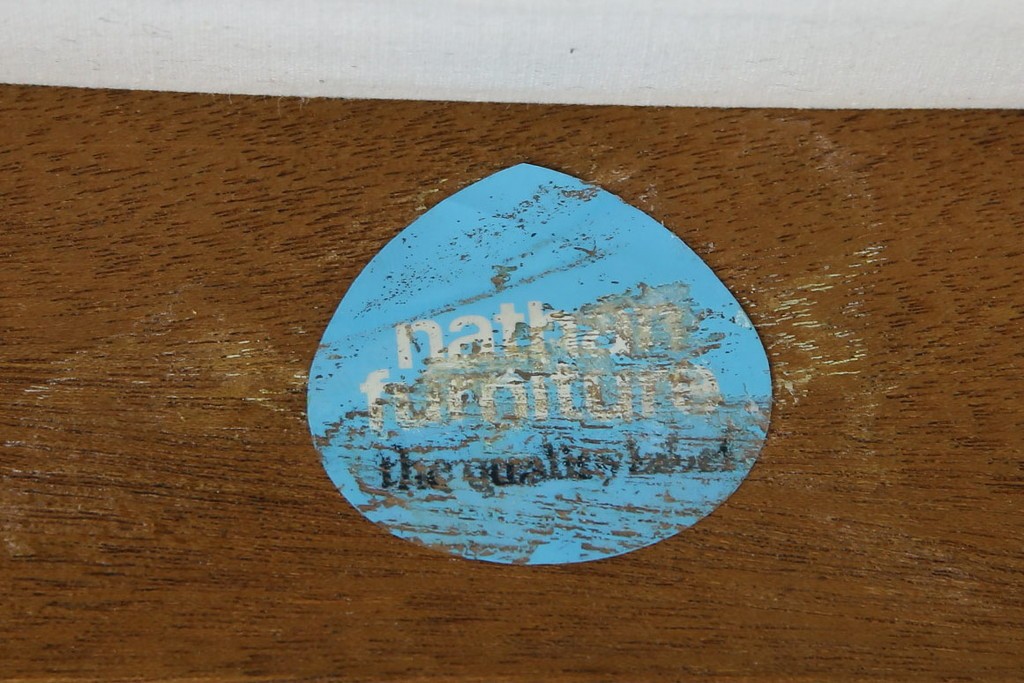 nathan
furniture
the quality label